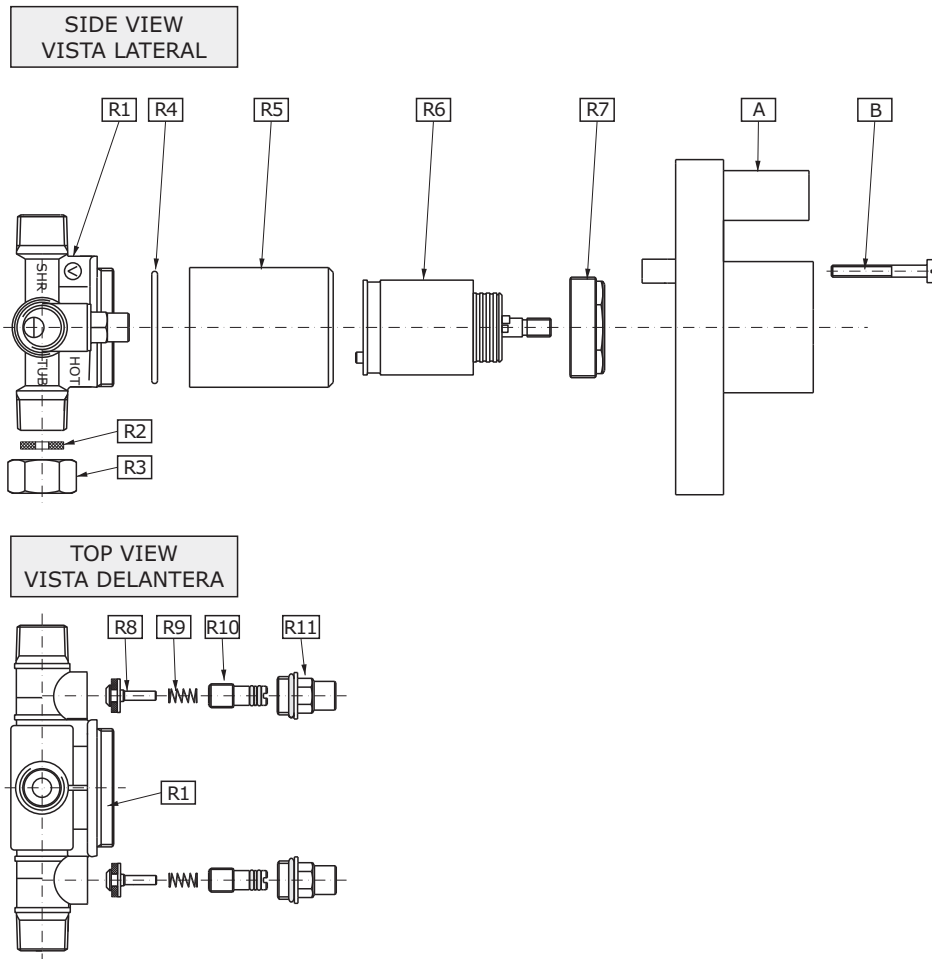 SIDE VIEW
VISTA LATERAL
R1 R4 R5 R6 R7 A B
SHR
V
HOT
TUB
R2
R3
TOP VIEW
VISTA DELANTERA
R8 R9 R10 R11
R1